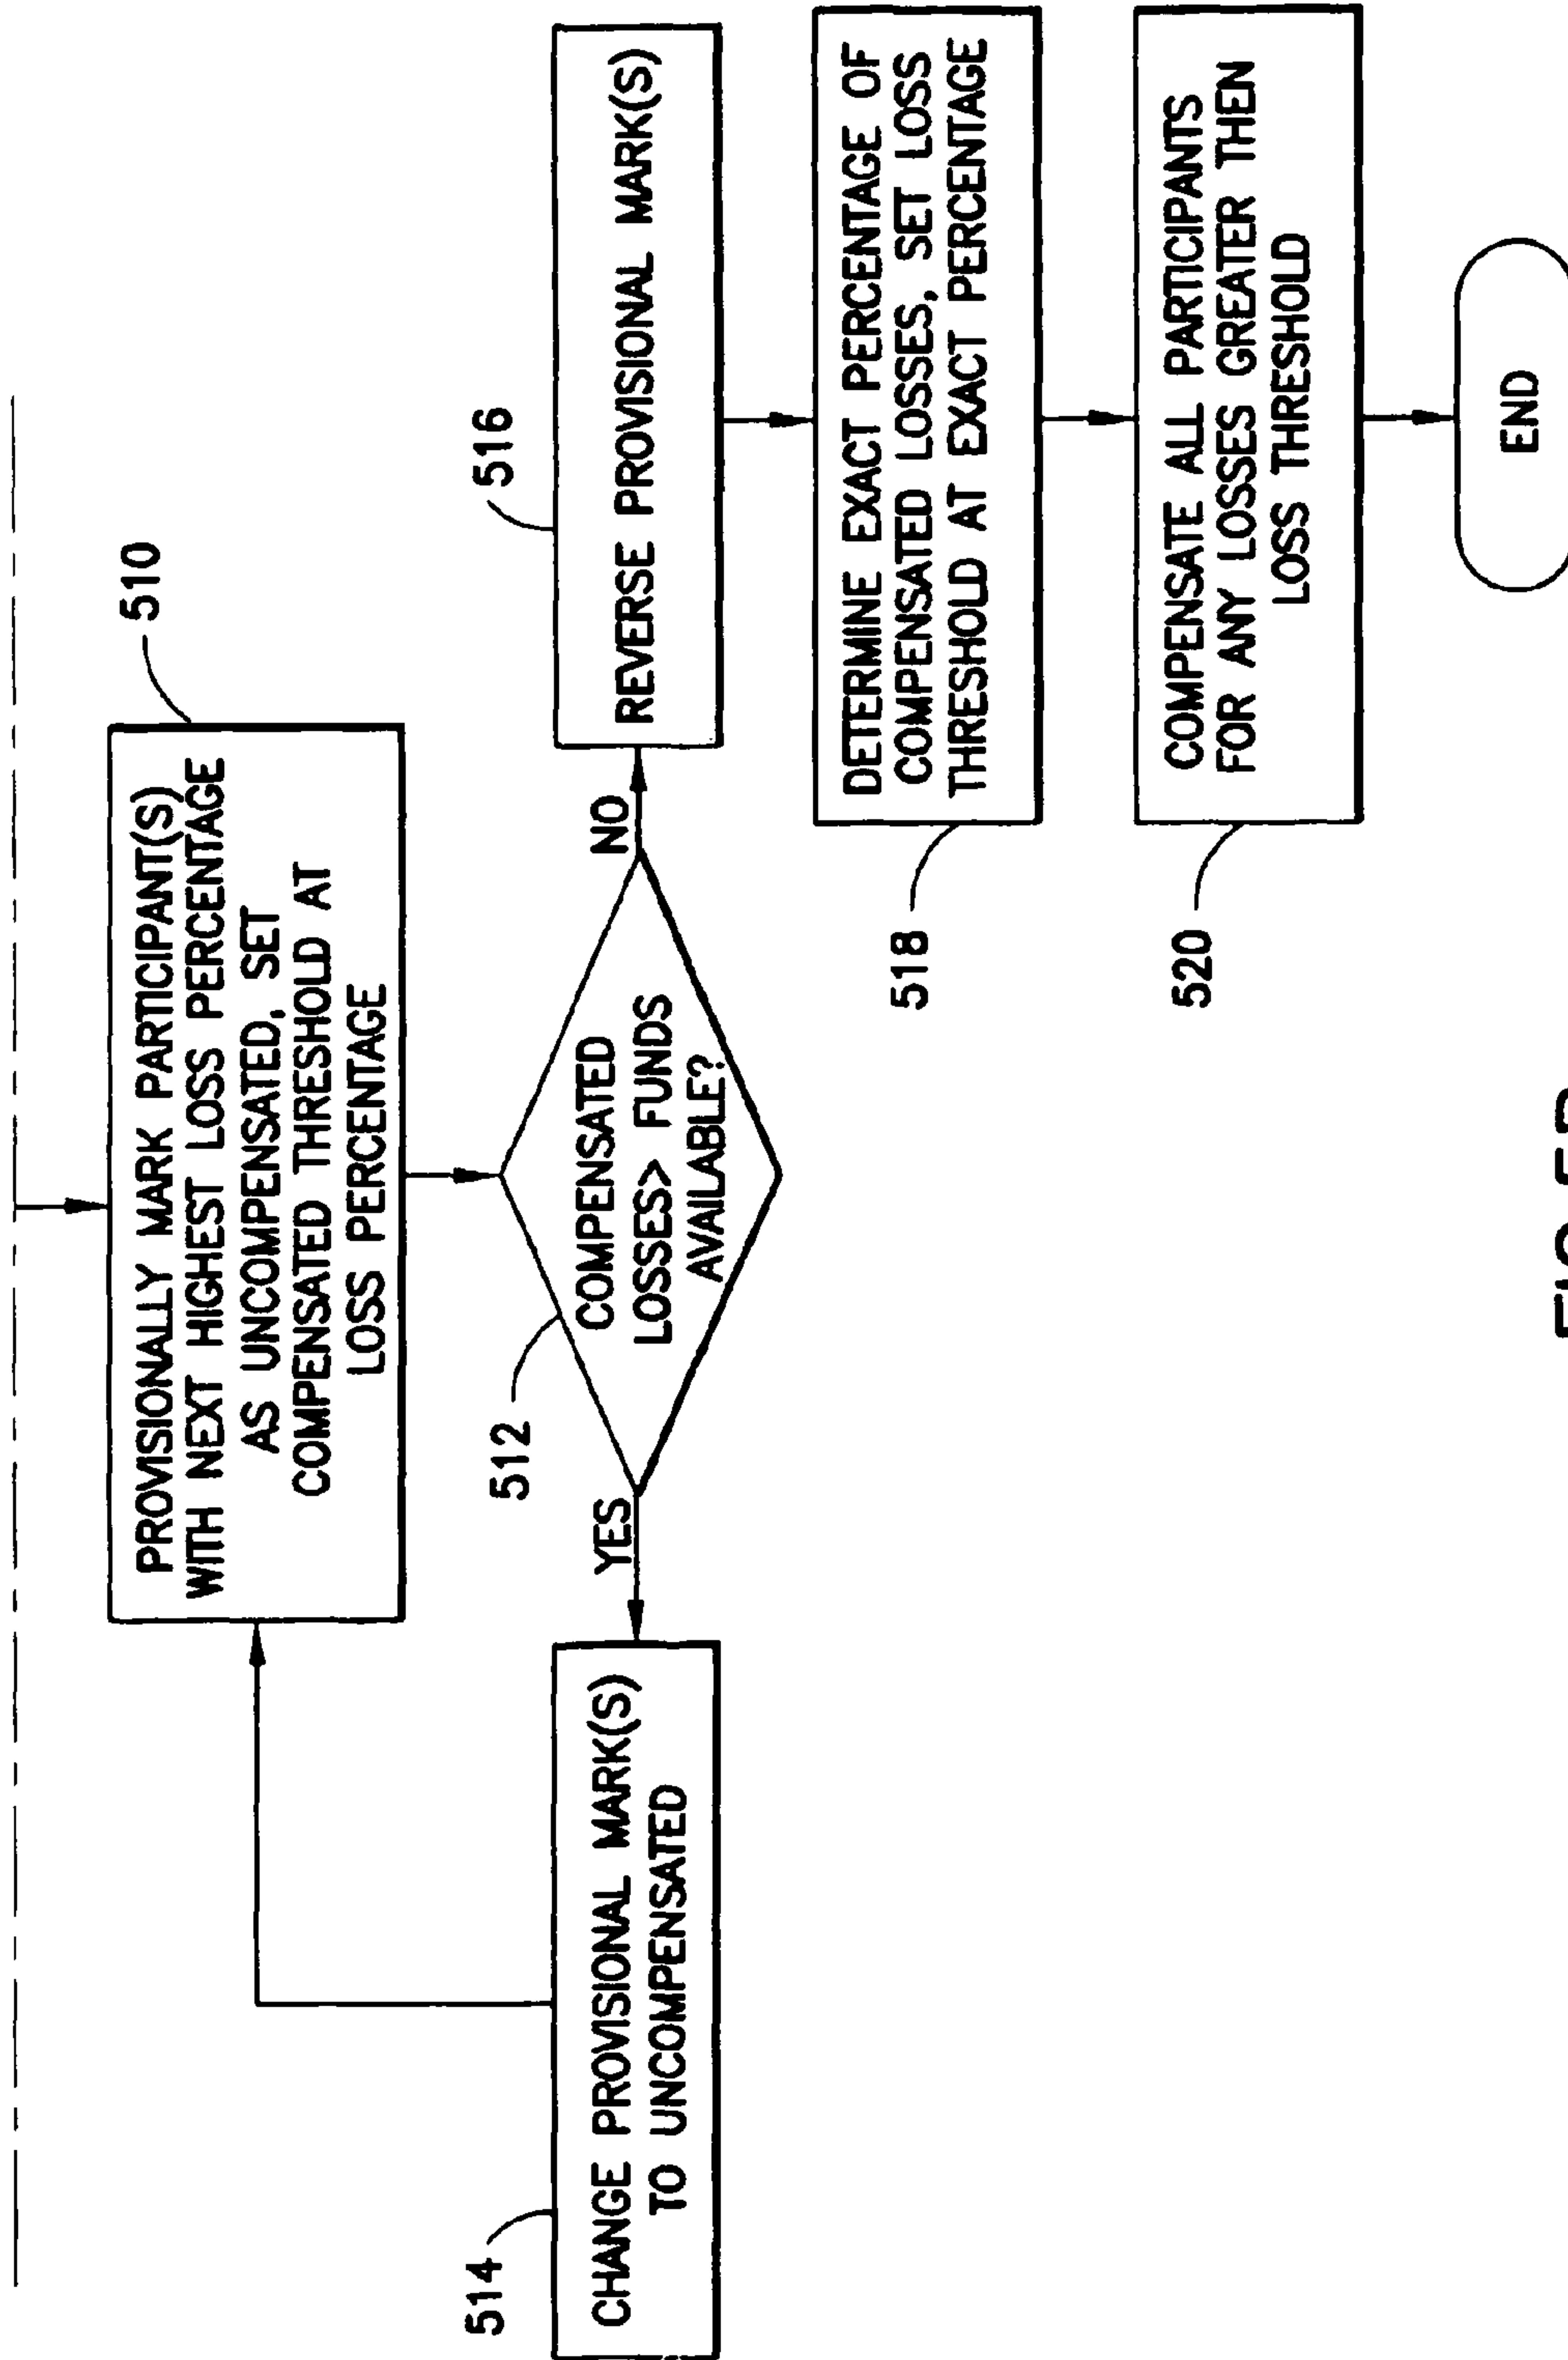 510
PROVISIONALLY MARK PARTICIPANT(S)
WITH NEXT HIGHEST LOSS PERCENTAGE
AS UNCOMPENSATED, SET
COMPENSATED THRESHOLD AT
LOSS PERCENTAGE
512
COMPENSATED
LOSSES> FUNDS
AVAILABLE?
YES
NO
514
CHANGE PROVISIONAL MARK(S)
TO UNCOMPENSATED
516
REVERSE PROVISIONAL MARK(S)
518
DETERMINE EXACT PERCENTAGE OF
COMPENSATED LOSSES, SET LOSS
THRESHOLD AT EXACT PERCENTAGE
520
COMPENSATE ALL PARTICIPANTS
FOR ANY LOSSES GREATER THEN
LOSS THRESHOLD
END